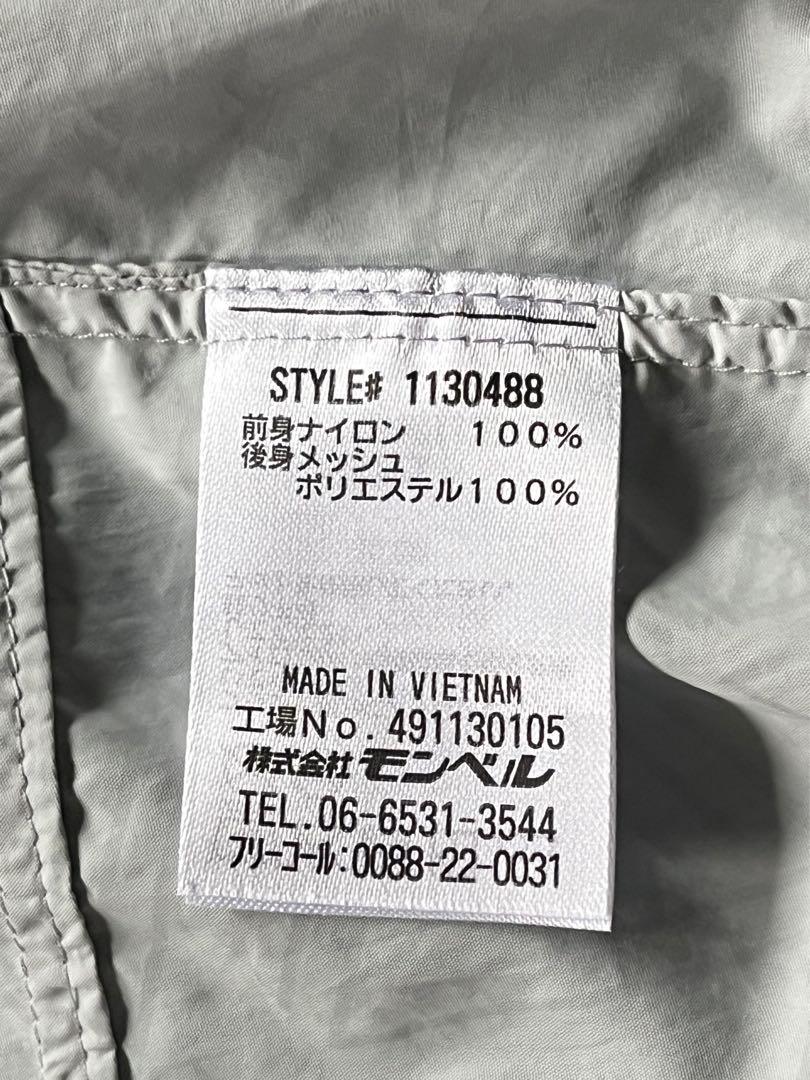 STYLE# 1130488
前身ナイロン　　１００％
後身メッシュ
ポリエステル１００％
MADE IN VIETNAM
工場Ｎｏ.491130105
株式会社モンベル
TEL.06-6531-3544
フリーコール:0088-22-0031